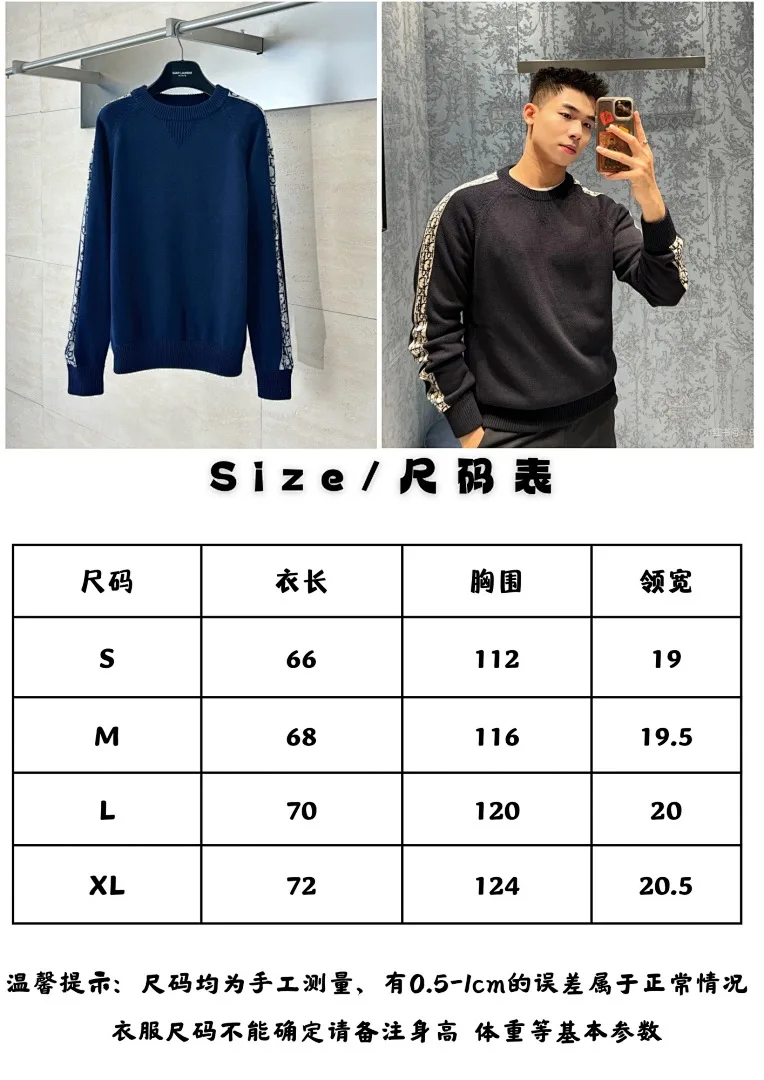 SAINT LAURENT
Size/尺码表
尺码 衣长 胸围 领宽
S 66 112 19
M 68 116 19.5
L 70 120 20
XL 72 124 20.5
温馨提示：尺码均为手工测量，有0.5-1cm的误差属于正常情况
衣服尺码不能确定请备注身高 体重等基本参数